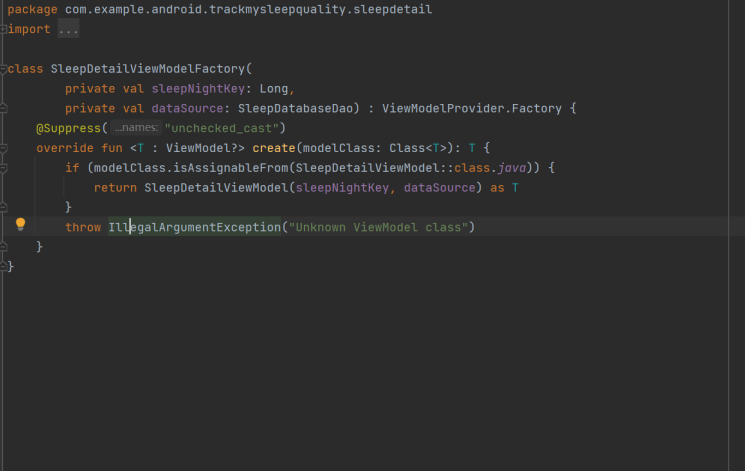 package com.example.android.trackmysleepquality.sleepdetail
import ...
class SleepDetailViewModelFactory(
        private val sleepNightKey: Long,
        private val dataSource: SleepDatabaseDao) : ViewModelProvider.Factory {
    @Suppress( ...names: "unchecked_cast")
    override fun <T : ViewModel?> create(modelClass: Class<T>): T {
        if (modelClass.isAssignableFrom(SleepDetailViewModel::class.java)) {
            return SleepDetailViewModel(sleepNightKey, dataSource) as T
        }
        throw IllegalArgumentException("Unknown ViewModel class")
    }
}